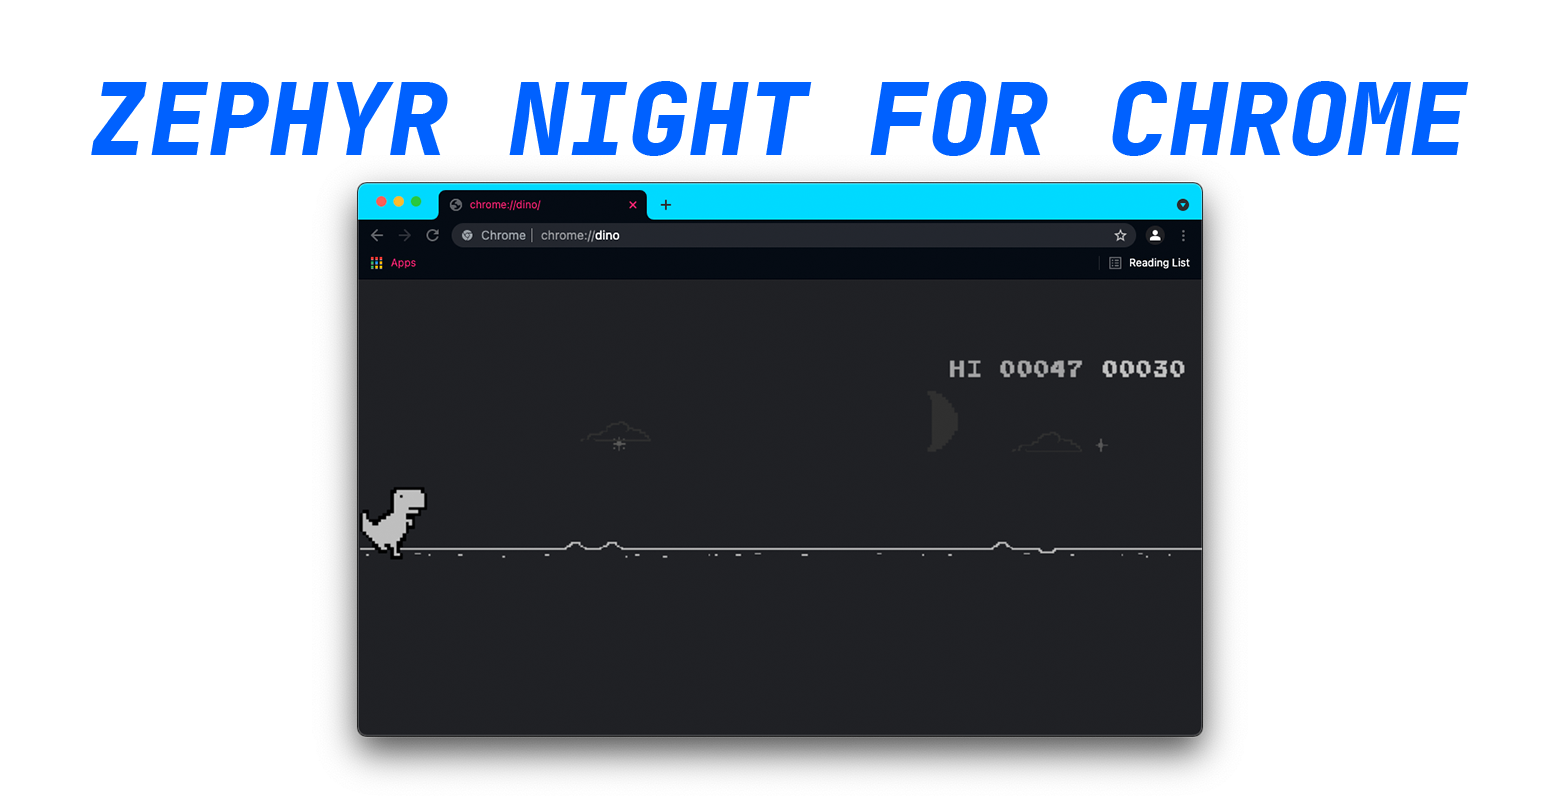 ZEPHYR NIGHT FOR CHROME
chrome://dino/
Chrome | chrome://dino
Apps
Reading List
HI 00047 00030